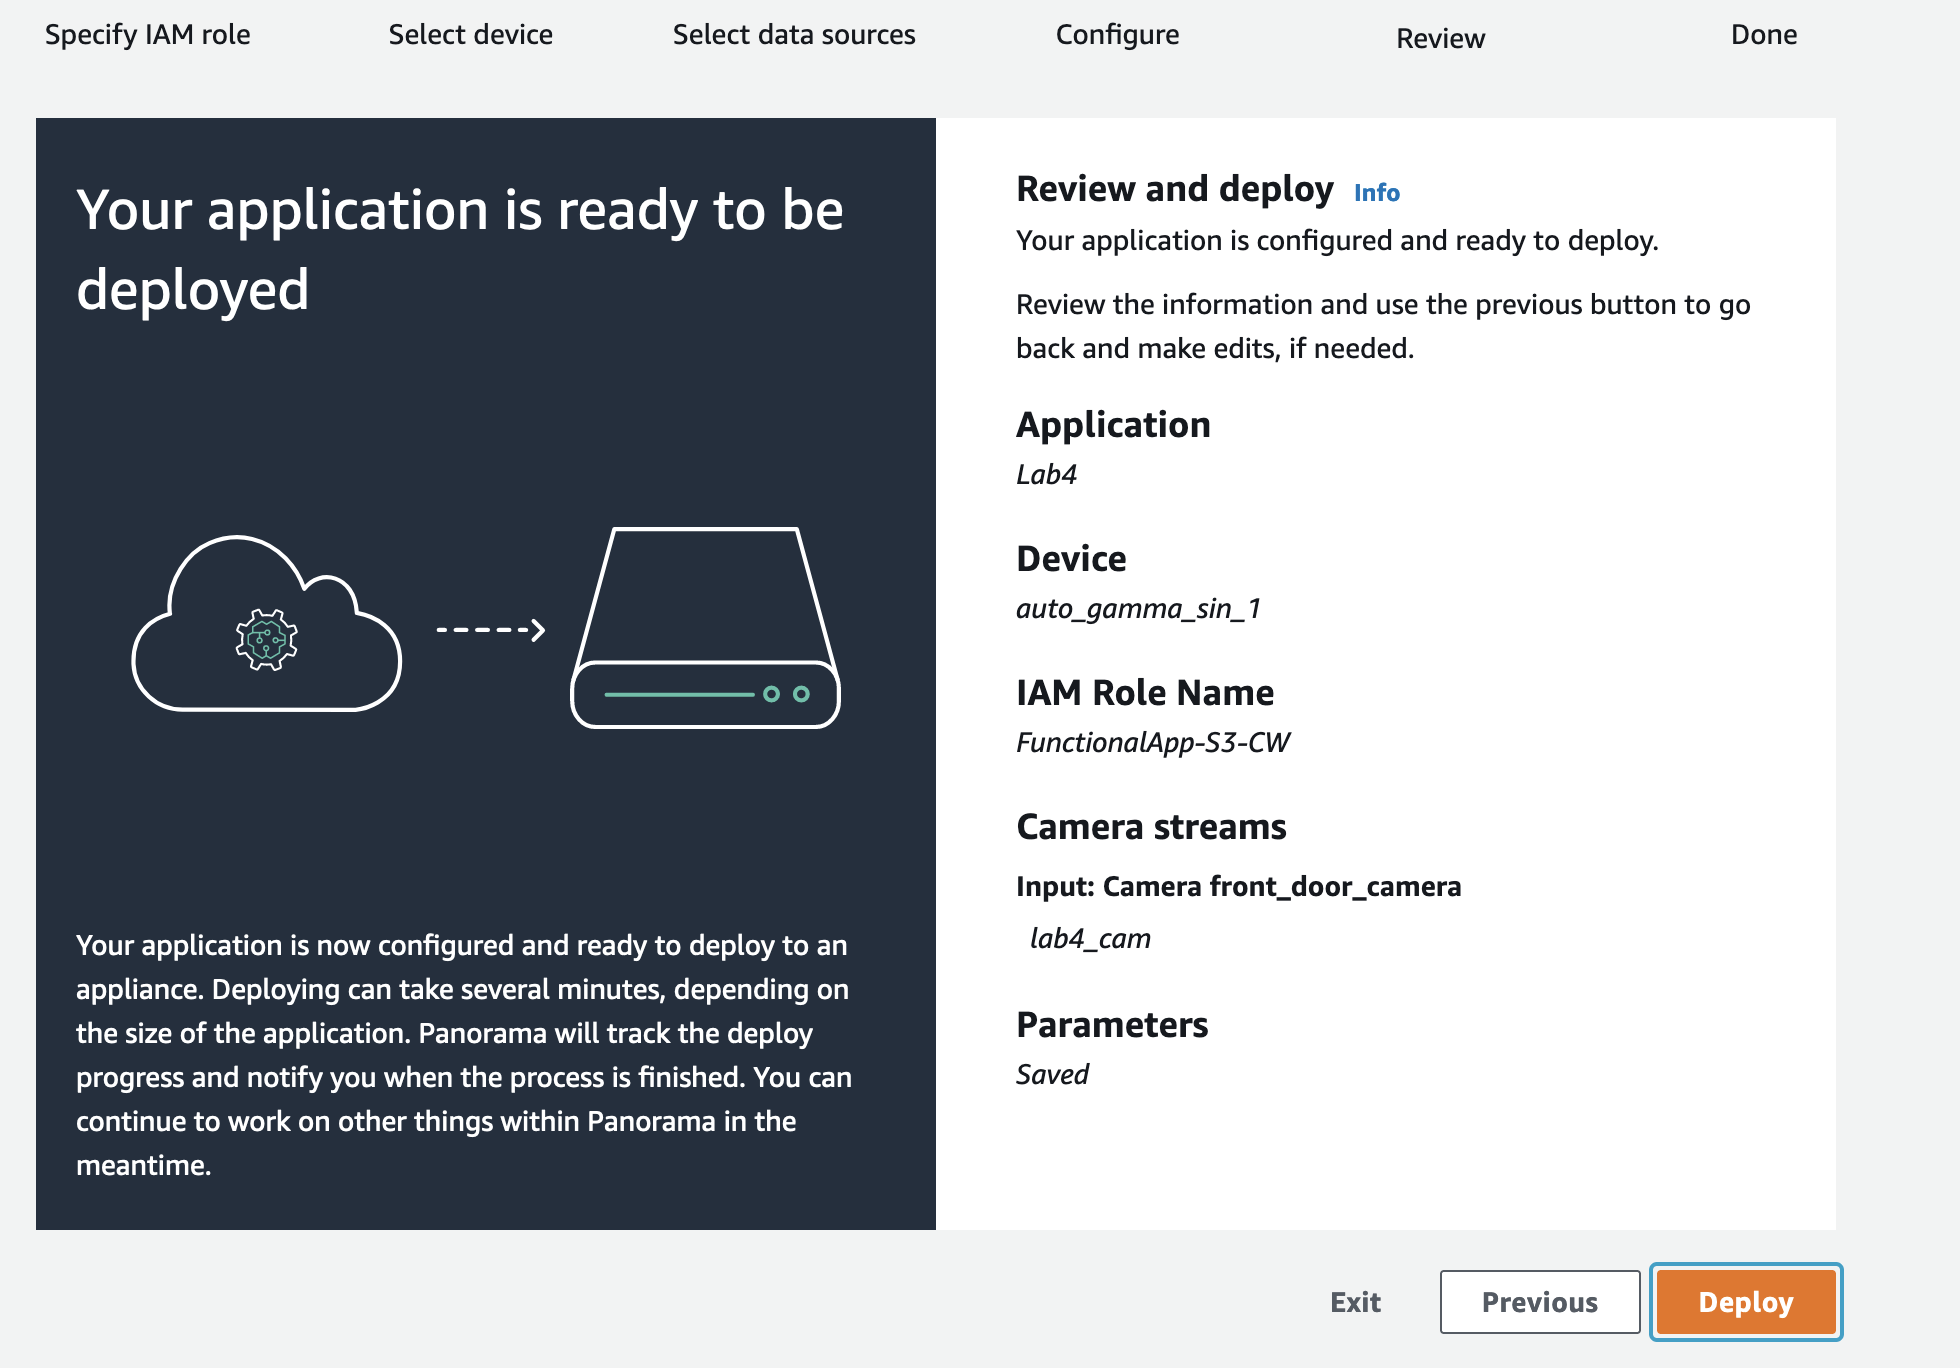 Specify IAM role
Select device
Select data sources
Configure
Review
Done
Your application is ready to be
deployed
Your application is now configured and ready to deploy to an
appliance. Deploying can take several minutes, depending on
the size of the application. Panorama will track the deploy
progress and notify you when the process is finished. You can
continue to work on other things within Panorama in the
meantime.
Review and deploy Info
Your application is configured and ready to deploy.
Review the information and use the previous button to go
back and make edits, if needed.
Application
Lab4
Device
auto_gamma_sin_1
IAM Role Name
FunctionalApp-S3-CW
Camera streams
Input: Camera front_door_camera
lab4_cam
Parameters
Saved
Exit
Previous
Deploy